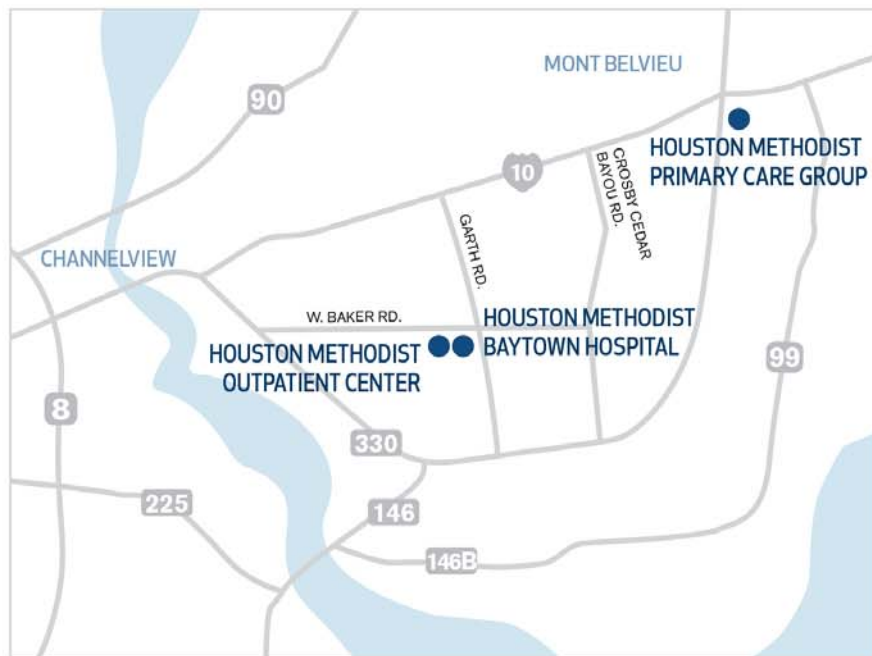 MONT BELVIEU
90
HOUSTON METHODIST
PRIMARY CARE GROUP
10
CROSBY CEDAR
BAYOU RD.
GARTH RD.
CHANNELVIEW
W. BAKER RD.
HOUSTON METHODIST
BAYTOWN HOSPITAL
HOUSTON METHODIST
OUTPATIENT CENTER
99
8
330
225
146
146B